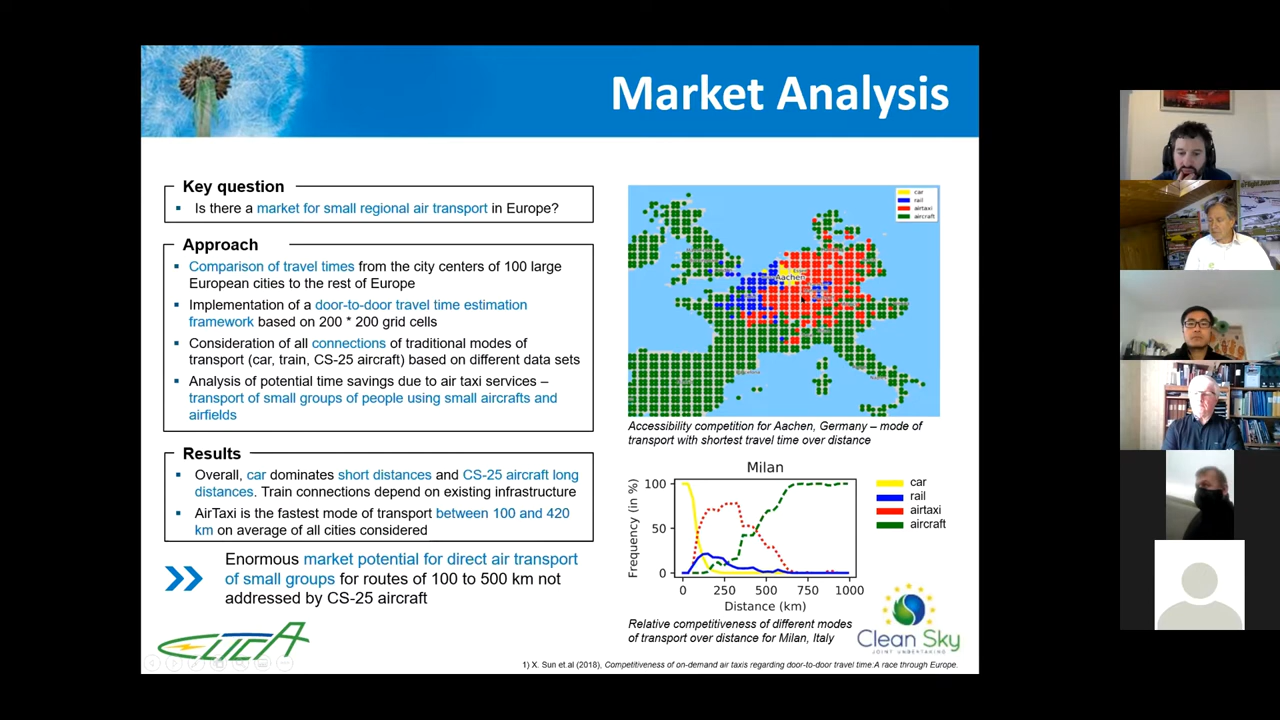 Market Analysis
Key question
Is there a market for small regional air transport in Europe?
Approach
Comparison of travel times from the city centers of 100 large
European cities to the rest of Europe
Implementation of a door-to-door travel time estimation
framework based on 200 * 200 grid cells
Consideration of all connections of traditional modes of
transport (car, train, CS-25 aircraft) based on different data sets
Analysis of potential time savings due to air taxi services –
transport of small groups of people using small aircrafts and
airfields
Results
Overall, car dominates short distances and CS-25 aircraft long
distances. Train connections depend on existing infrastructure
AirTaxi is the fastest mode of transport between 100 and 420
km on average of all cities considered
Enormous market potential for direct air transport
of small groups for routes of 100 to 500 km not
addressed by CS-25 aircraft
car
rail
airtaxi
aircraft
Aachen
Accessibility competition for Aachen, Germany – mode of
transport with shortest travel time over distance
Milan
Frequency (in %)
100
50
0
0 250 500 750 1000
Distance (km)
car
rail
airtaxi
aircraft
Relative competitiveness of different modes
of transport over distance for Milan, Italy
ELICA
Clean Sky
JOINT UNDERTAKING
1) X. Sun et.al (2018), Competitiveness of on-demand air taxis regarding door-to-door travel time.A race through Europe.